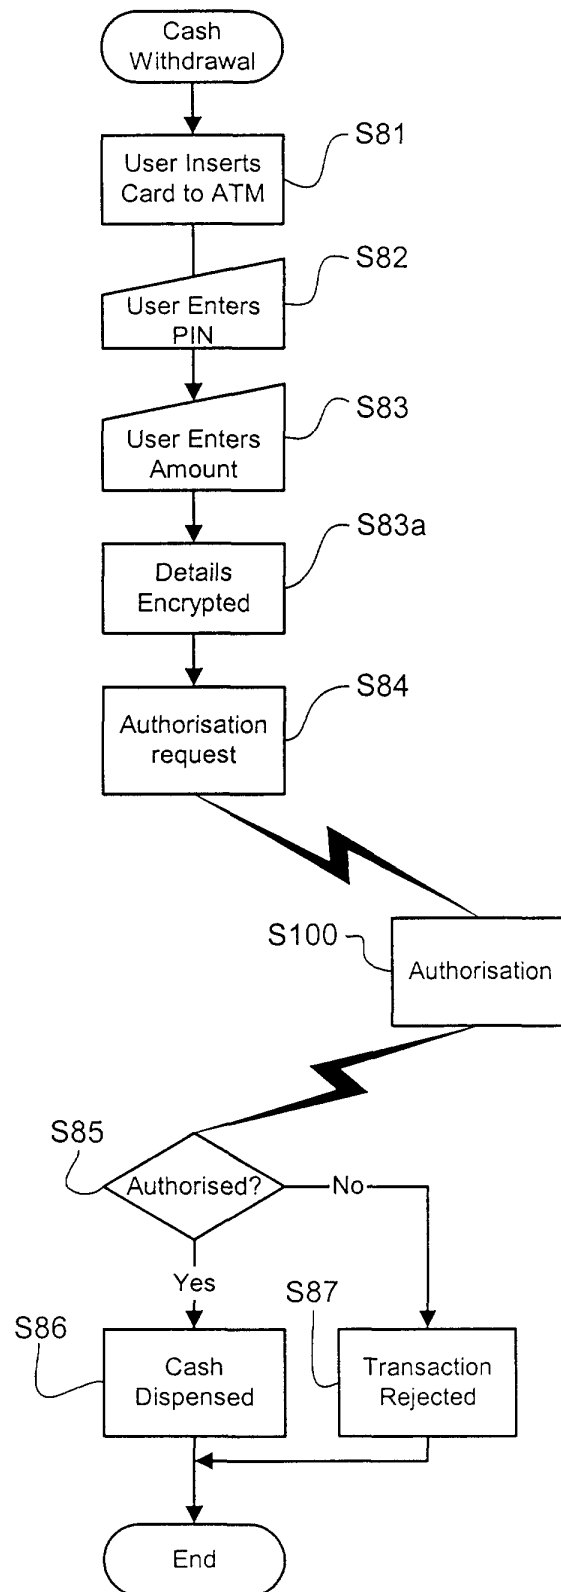 Cash
Withdrawal
S81
User Inserts
Card to ATM
S82
User Enters
PIN
S83
User Enters
Amount
S83a
Details
Encrypted
S84
Authorisation
request
S100
Authorisation
S85
Authorised?
No
Yes
S86
Cash
Dispensed
S87
Transaction
Rejected
End